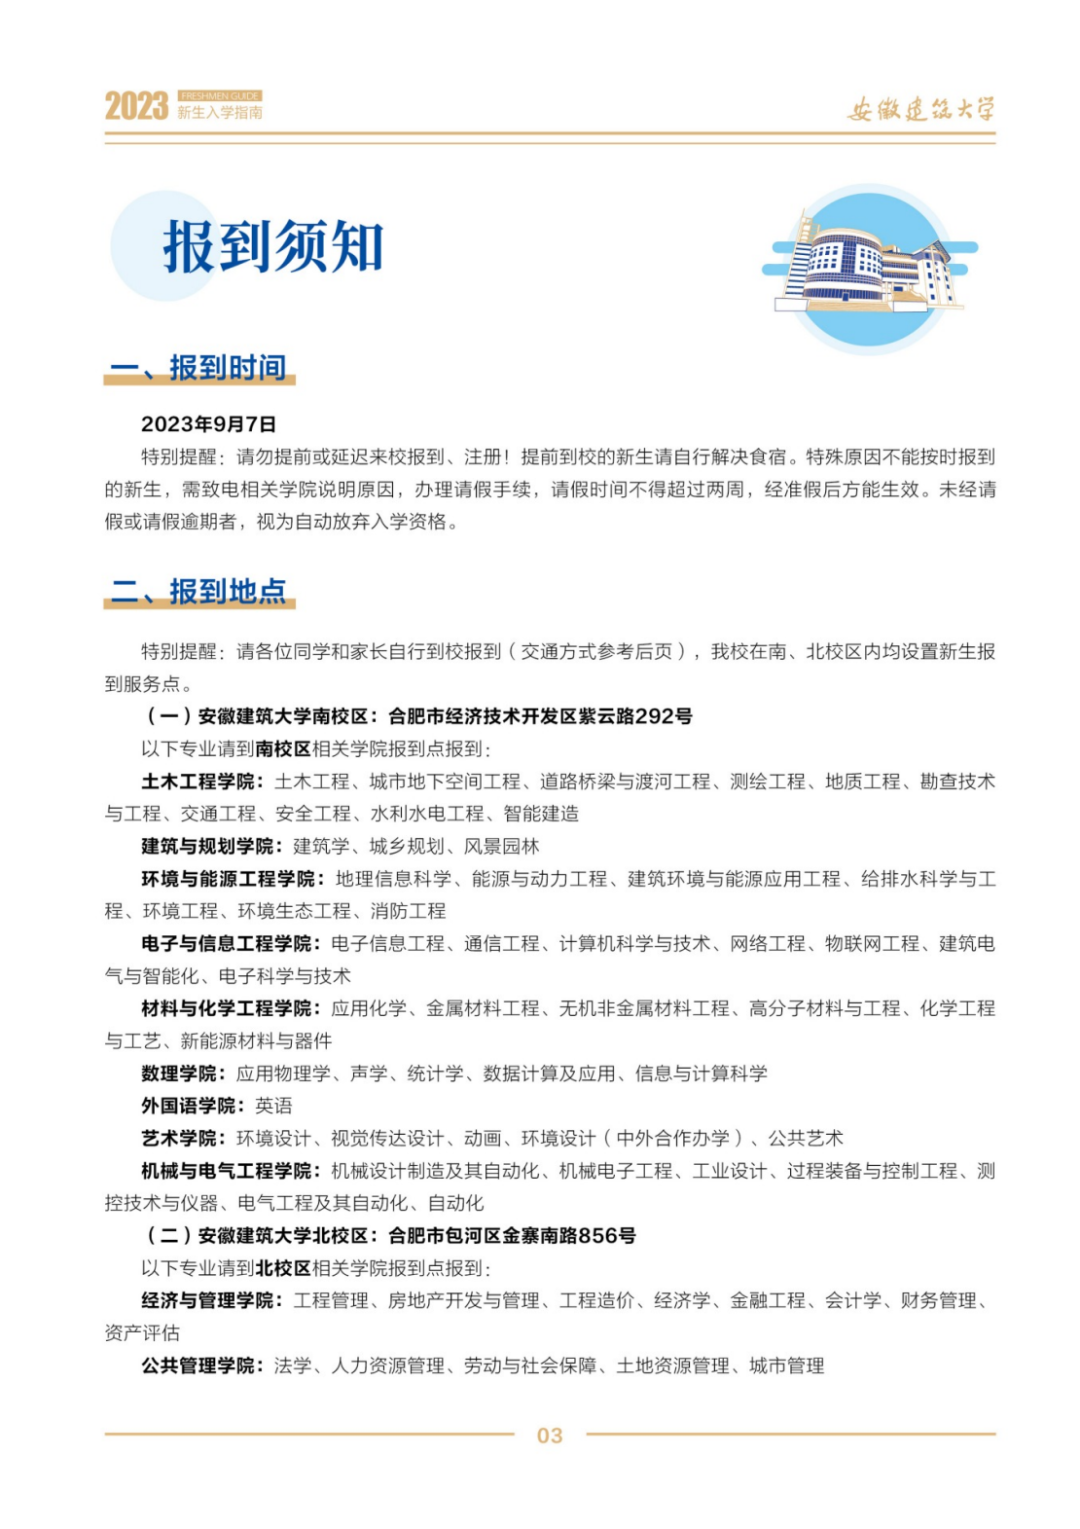 2023
FRESHMEN GUIDE
新生入学指南
安徽建筑大学
报到须知
一、报到时间
2023年9月7日
特别提醒：请勿提前或延迟来校报到、注册！提前到校的新生请自行解决食宿。特殊原因不能按时报到
的新生，需致电相关学院说明原因，办理请假手续，请假时间不得超过两周，经准假后方能生效。未经请
假或请假逾期者，视为自动放弃入学资格。
二、报到地点
特别提醒：请各位同学和家长自行到校报到（交通方式参考后页），我校在南、北校区内均设置新生报
到服务点。
（一）安徽建筑大学南校区：合肥市经济技术开发区紫云路292号
以下专业请到南校区相关学院报到点报到：
土木工程学院：土木工程、城市地下空间工程、道路桥梁与渡河工程、测绘工程、地质工程、勘查技术
与工程、交通工程、安全工程、水利水电工程、智能建造
建筑与规划学院：建筑学、城乡规划、风景园林
环境与能源工程学院：地理信息科学、能源与动力工程、建筑环境与能源应用工程、给排水科学与工
程、环境工程、环境生态工程、消防工程
电子与信息工程学院：电子信息工程、通信工程、计算机科学与技术、网络工程、物联网工程、建筑电
气与智能化、电子科学与技术
材料与化学工程学院：应用化学、金属材料工程、无机非金属材料工程、高分子材料与工程、化学工程
与工艺、新能源材料与器件
数理学院：应用物理学、声学、统计学、数据计算及应用、信息与计算科学
外国语学院：英语
艺术学院：环境设计、视觉传达设计、动画、环境设计（中外合作办学）、公共艺术
机械与电气工程学院：机械设计制造及其自动化、机械电子工程、工业设计、过程装备与控制工程、测
控技术与仪器、电气工程及其自动化、自动化
（二）安徽建筑大学北校区：合肥市包河区金寨南路856号
以下专业请到北校区相关学院报到点报到：
经济与管理学院：工程管理、房地产开发与管理、工程造价、经济学、金融工程、会计学、财务管理、
资产评估
公共管理学院：法学、人力资源管理、劳动与社会保障、土地资源管理、城市管理
03